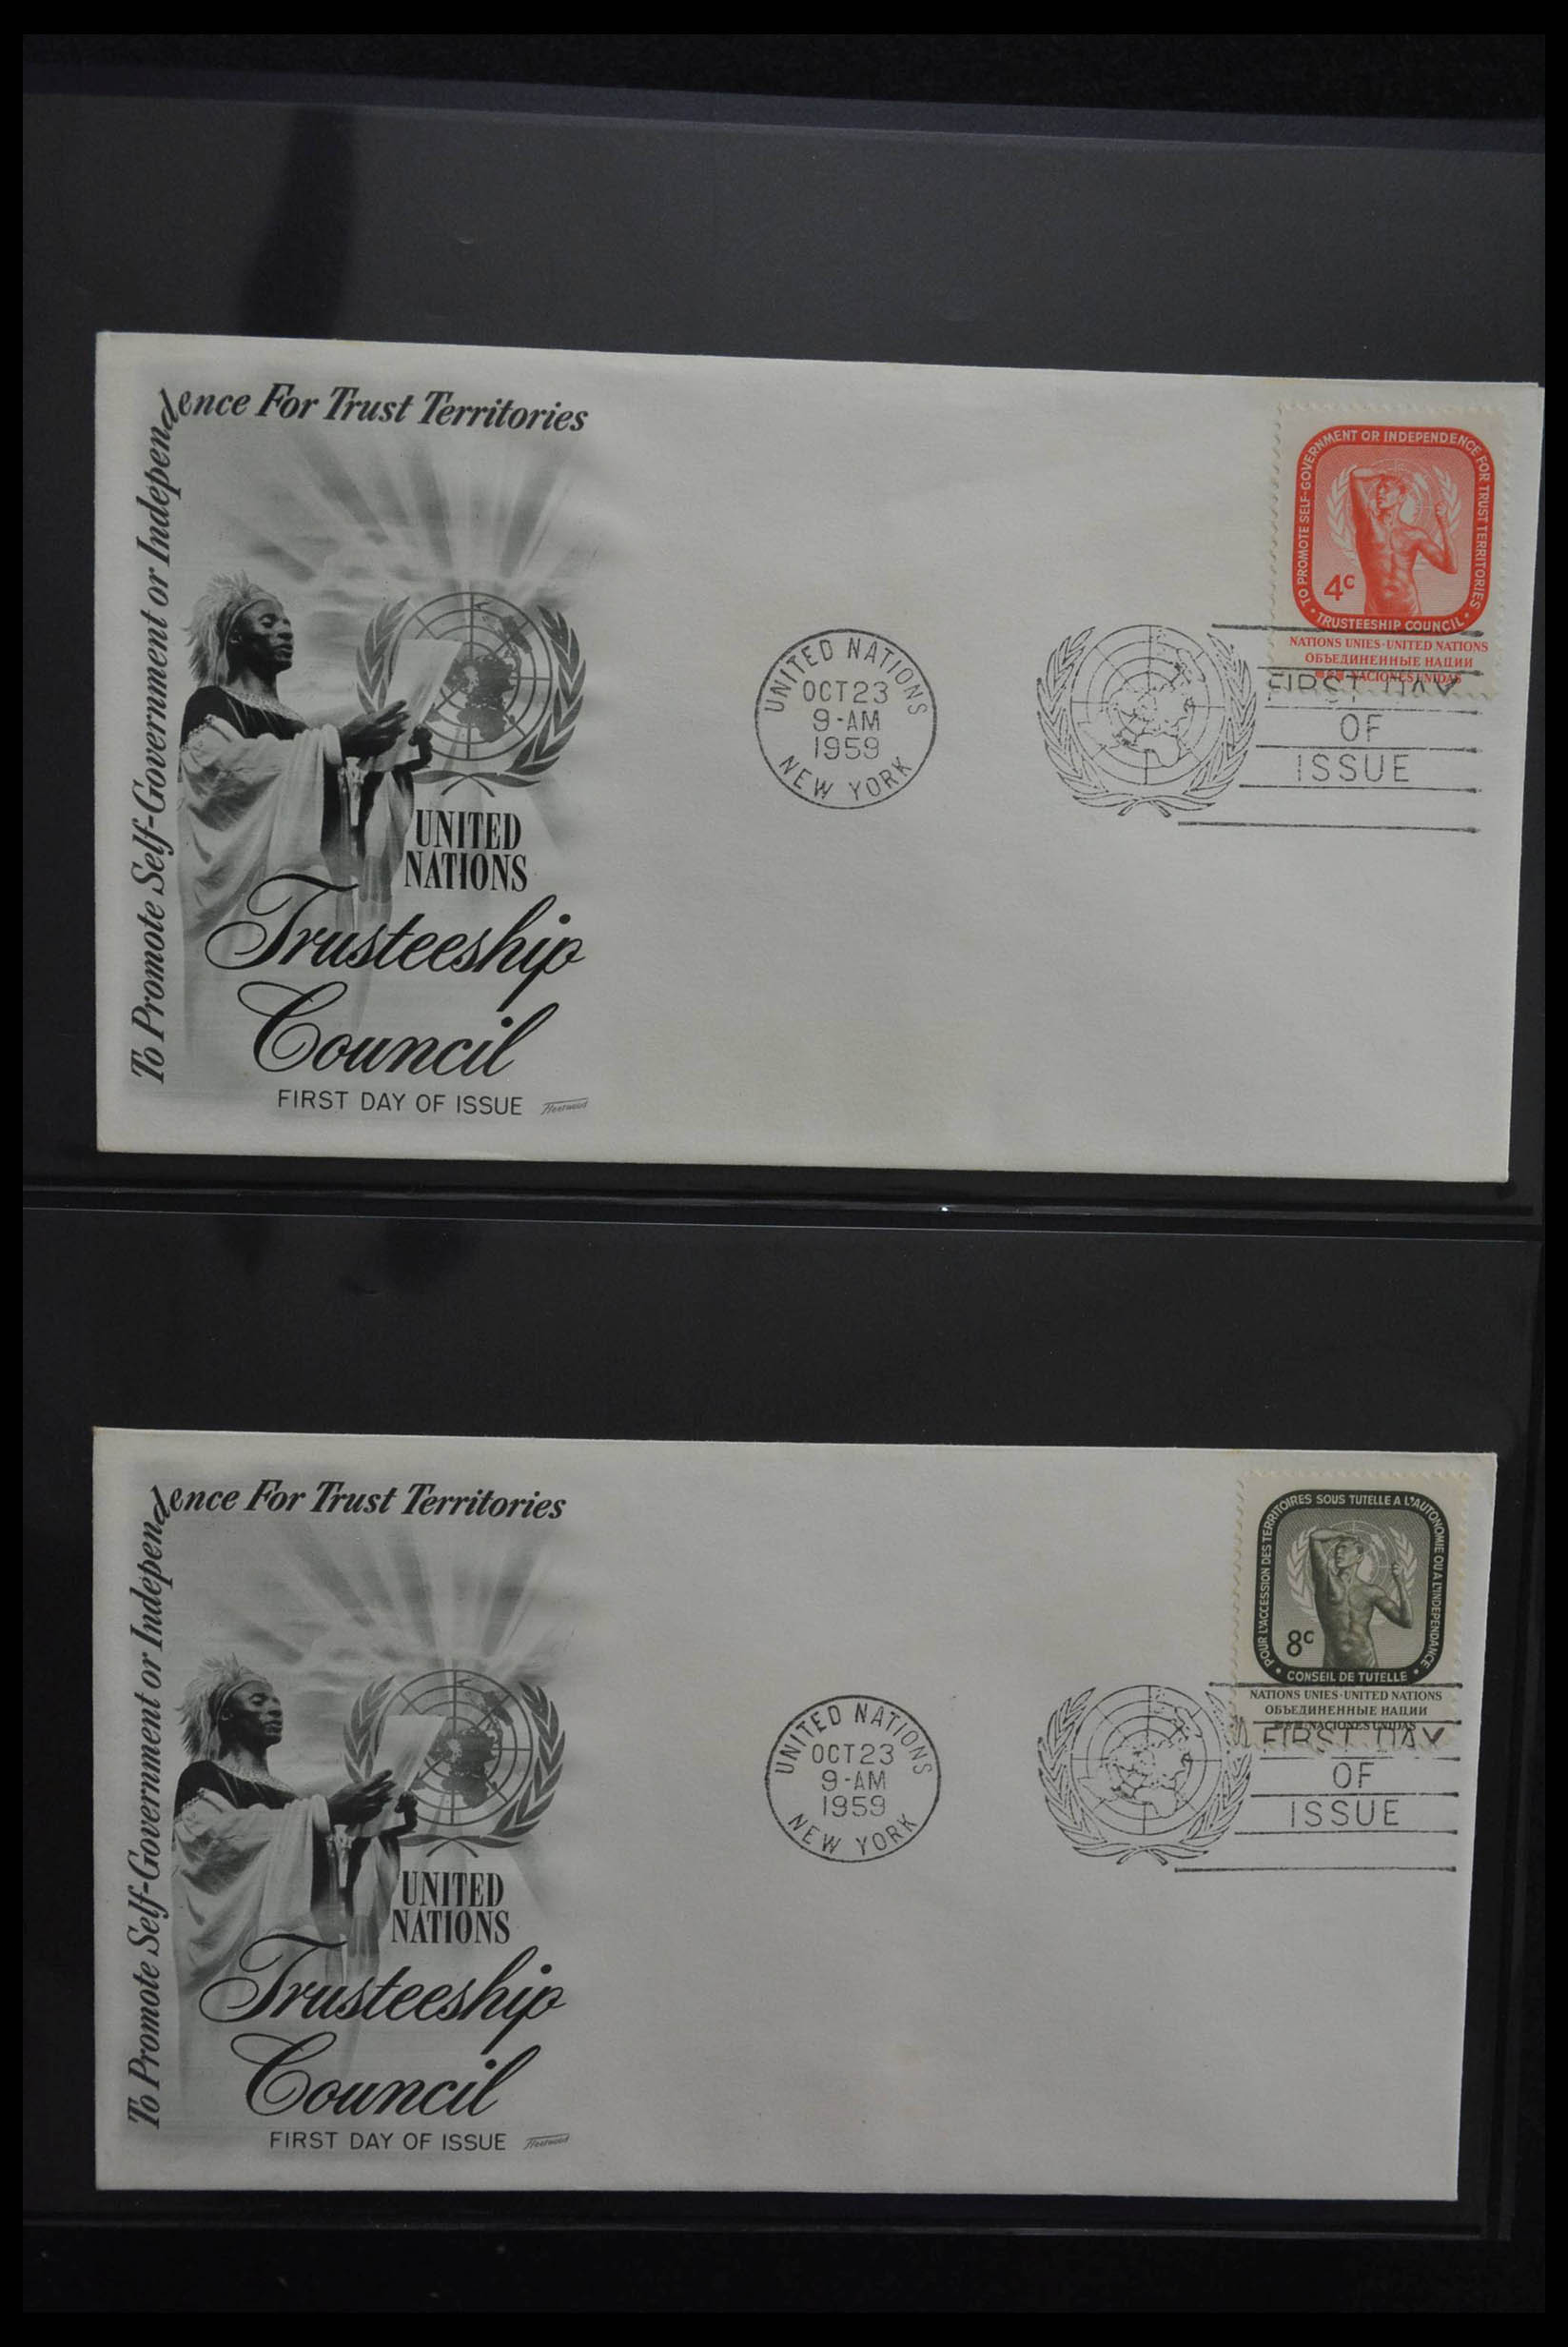 To Promote Self-Government or Independence For Trust Territories
UNITED
NATIONS
Trusteeship
Council
FIRST DAY OF ISSUE
Fleetwood
UNITED NATIONS
OCT 23
9-AM
1959
NEW YORK
TO PROMOTE SELF-GOVERNMENT OR INDEPENDENCE FOR TRUST TERRITORIES
4c
TRUSTEESHIP COUNCIL
NATIONS UNIES-UNITED NATIONS
ОБЪЕДИНЕННЫЕ НАЦИИ
NACIONES UNIDAS
FIRST DAY
OF
ISSUE
To Promote Self-Government or Independence For Trust Territories
UNITED
NATIONS
Trusteeship
Council
FIRST DAY OF ISSUE
Fleetwood
UNITED NATIONS
OCT 23
9-AM
1959
NEW YORK
POUR L'ACCESSION DES TERRITOIRES SOUS TUTELLE A L'AUTONOMIE OU A L'INDEPENDANCE
8c
CONSEIL DE TUTELLE
NATIONS UNIES-UNITED NATIONS
ОБЪЕДИНЕННЫЕ НАЦИИ
NACIONES UNIDAS
FIRST DAY
OF
ISSUE